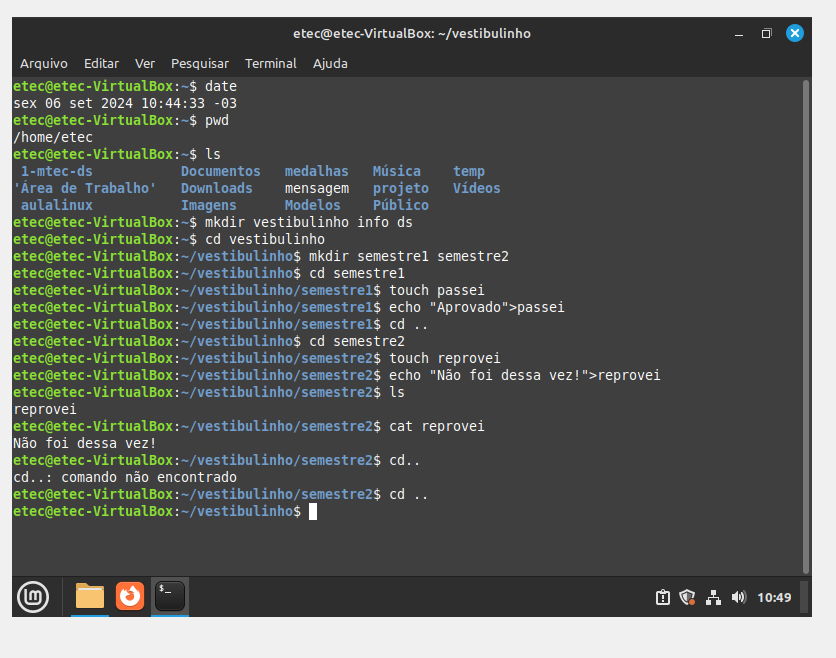 etec@etec-VirtualBox: ~/vestibulinho
Arquivo Editar Ver Pesquisar Terminal Ajuda
etec@etec-VirtualBox:~$ date
sex 06 set 2024 10:44:33 -03
etec@etec-VirtualBox:~$ pwd
/home/etec
etec@etec-VirtualBox:~$ ls
1-mtec-ds Documentos medalhas Música temp
'Área de Trabalho' Downloads mensagem projeto Vídeos
aulalinux Imagens Modelos Público
etec@etec-VirtualBox:~$ mkdir vestibulinho info ds
etec@etec-VirtualBox:~$ cd vestibulinho
etec@etec-VirtualBox:~/vestibulinho$ mkdir semestre1 semestre2
etec@etec-VirtualBox:~/vestibulinho$ cd semestre1
etec@etec-VirtualBox:~/vestibulinho/semestre1$ touch passei
etec@etec-VirtualBox:~/vestibulinho/semestre1$ echo "Aprovado">passei
etec@etec-VirtualBox:~/vestibulinho/semestre1$ cd ..
etec@etec-VirtualBox:~/vestibulinho$ cd semestre2
etec@etec-VirtualBox:~/vestibulinho/semestre2$ touch reprovei
etec@etec-VirtualBox:~/vestibulinho/semestre2$ echo "Não foi dessa vez!">reprovei
etec@etec-VirtualBox:~/vestibulinho/semestre2$ ls
reprovei
etec@etec-VirtualBox:~/vestibulinho/semestre2$ cat reprovei
Não foi dessa vez!
etec@etec-VirtualBox:~/vestibulinho/semestre2$ cd..
cd..: comando não encontrado
etec@etec-VirtualBox:~/vestibulinho/semestre2$ cd ..
etec@etec-VirtualBox:~/vestibulinho$
lm $_ 10:49